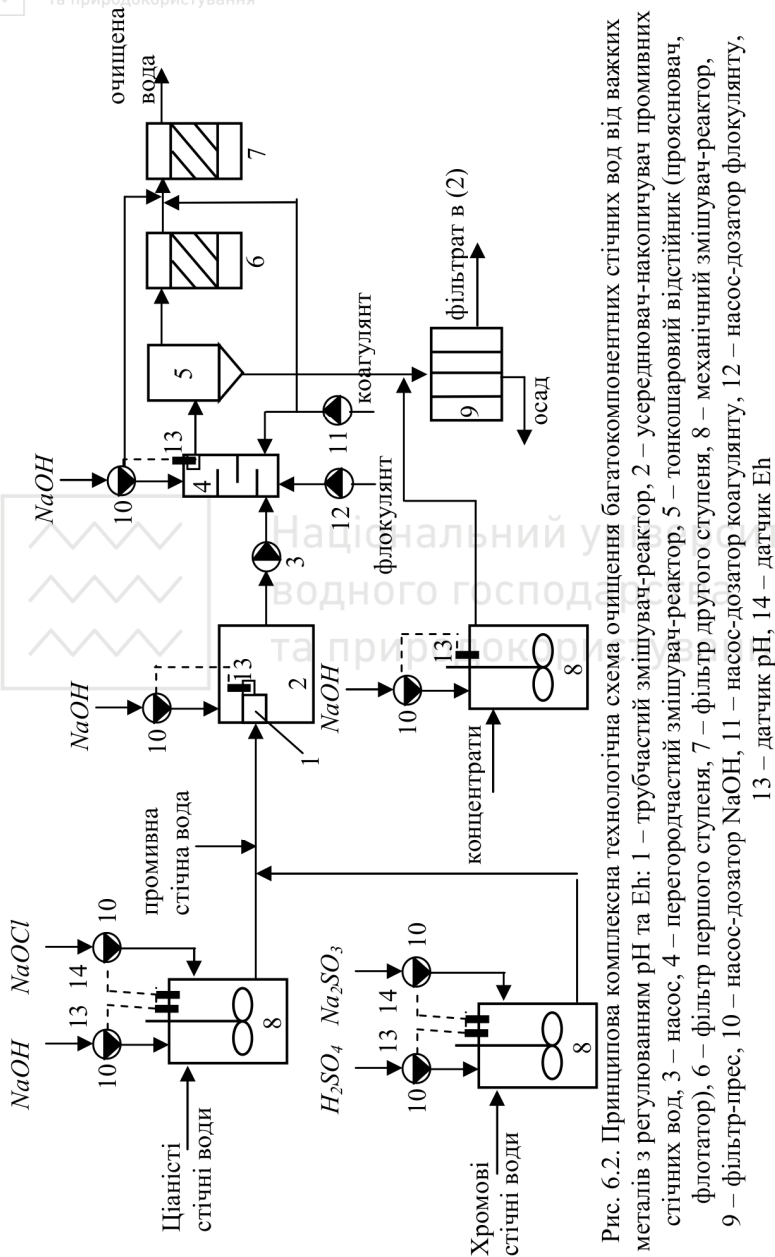 та природокористування
Національний університет
водного господарства
та природокористування
NaOH
NaOCl
10
13
14
10
8
Ціаністі
стічні води
H₂SO₄
Na₂SO₃
10
13
14
10
8
Хромові
стічні води
промивна
стічна вода
NaOH
10
13
1
2
3
NaOH
10
13
4
12
флокулянт
11
коагулянт
5
6
7
очищена
вода
концентрати
NaOH
10
13
8
9
фільтрат в (2)
осад
Рис. 6.2. Принципова комплексна технологічна схема очищення багатокомпонентних стічних вод від важких
металів з регулюванням pH та Eh: 1 – трубчастий змішувач-реактор, 2 – усереднювач-накопичувач промивних
стічних вод, 3 – насос, 4 – перегородчастий змішувач-реактор, 5 – тонкошаровий відстійник (прояснювач,
флотатор), 6 – фільтр першого ступеня, 7 – фільтр другого ступеня, 8 – механічний змішувач-реактор,
9 – фільтр-прес, 10 – насос-дозатор NaOH, 11 – насос-дозатор коагулянту, 12 – насос-дозатор флокулянту,
13 – датчик pH, 14 – датчик Eh